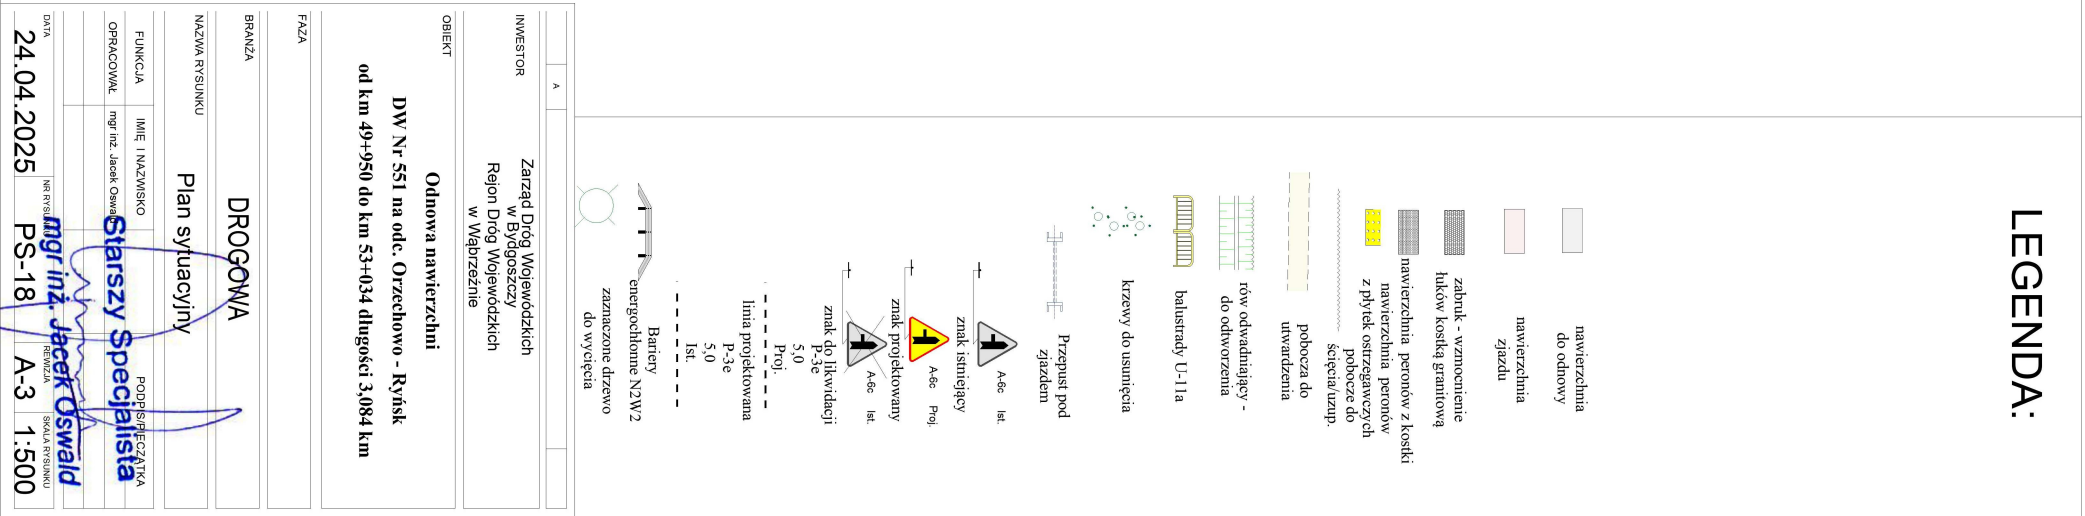 LEGENDA:
nawierzchnia
do odnowy
nawierzchnia
zjazdu
zabruk - wzmocnienie
łuków kostką granitową
nawierzchnia peronów z kostki
nawierzchnia peronów
z płytek ostrzegawczych
pobocze do
ścięcia/uzup.
pobocza do
utwardzenia
rów odwadniający -
do odtworzenia
balustrady U-11a
krzewy do usunięcia
Przepust pod
zjazdem
A-6c Ist.
znak istniejący
A-6c Proj.
znak projektowany
A-6c Ist.
znak do likwidacji
P-3e
5,0
Proj.
linia projektowana
P-3e
5,0
Ist.
Bariery
energochłonne N2W2
zaznaczone drzewo
do wycięcia
A
INWESTOR
Zarząd Dróg Wojewódzkich
w Bydgoszczy
Rejon Dróg Wojewódzkich
w Wąbrzeźnie
OBIEKT
Odnowa nawierzchni
DW Nr 551 na odc. Orzechowo - Ryńsk
od km 49+950 do km 53+034 długości 3,084 km
FAZA
BRANŻA
DROGOWA
NAZWA RYSUNKU
Plan sytuacyjny
FUNKCJA IMIĘ I NAZWISKO PODPIS/PIECZĄTKA
OPRACOWAŁ mgr inż. Jacek Oswald
Starszy Specjalista
mgr inż. Jacek Oswald
DATA NR RYSUNKU REWIZJA SKALA RYSUNKU
24.04.2025 PS-18 A-3 1:500